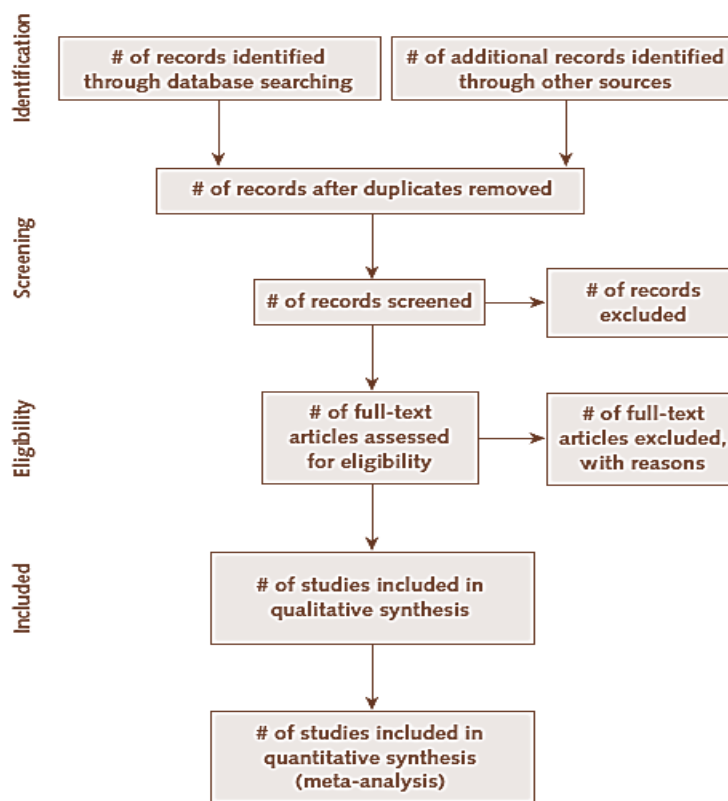 Identification
# of records identified
through database searching
# of additional records identified
through other sources
# of records after duplicates removed
Screening
# of records screened
# of records
excluded
Eligibility
# of full-text
articles assessed
for eligibility
# of full-text
articles excluded,
with reasons
Included
# of studies included in
qualitative synthesis
# of studies included in
quantitative synthesis
(meta-analysis)